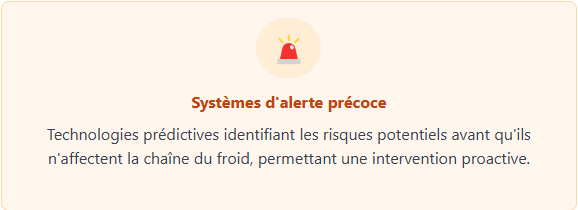 Systèmes d'alerte précoce
Technologies prédictives identifiant les risques potentiels avant qu'ils
n'affectent la chaîne du froid, permettant une intervention proactive.